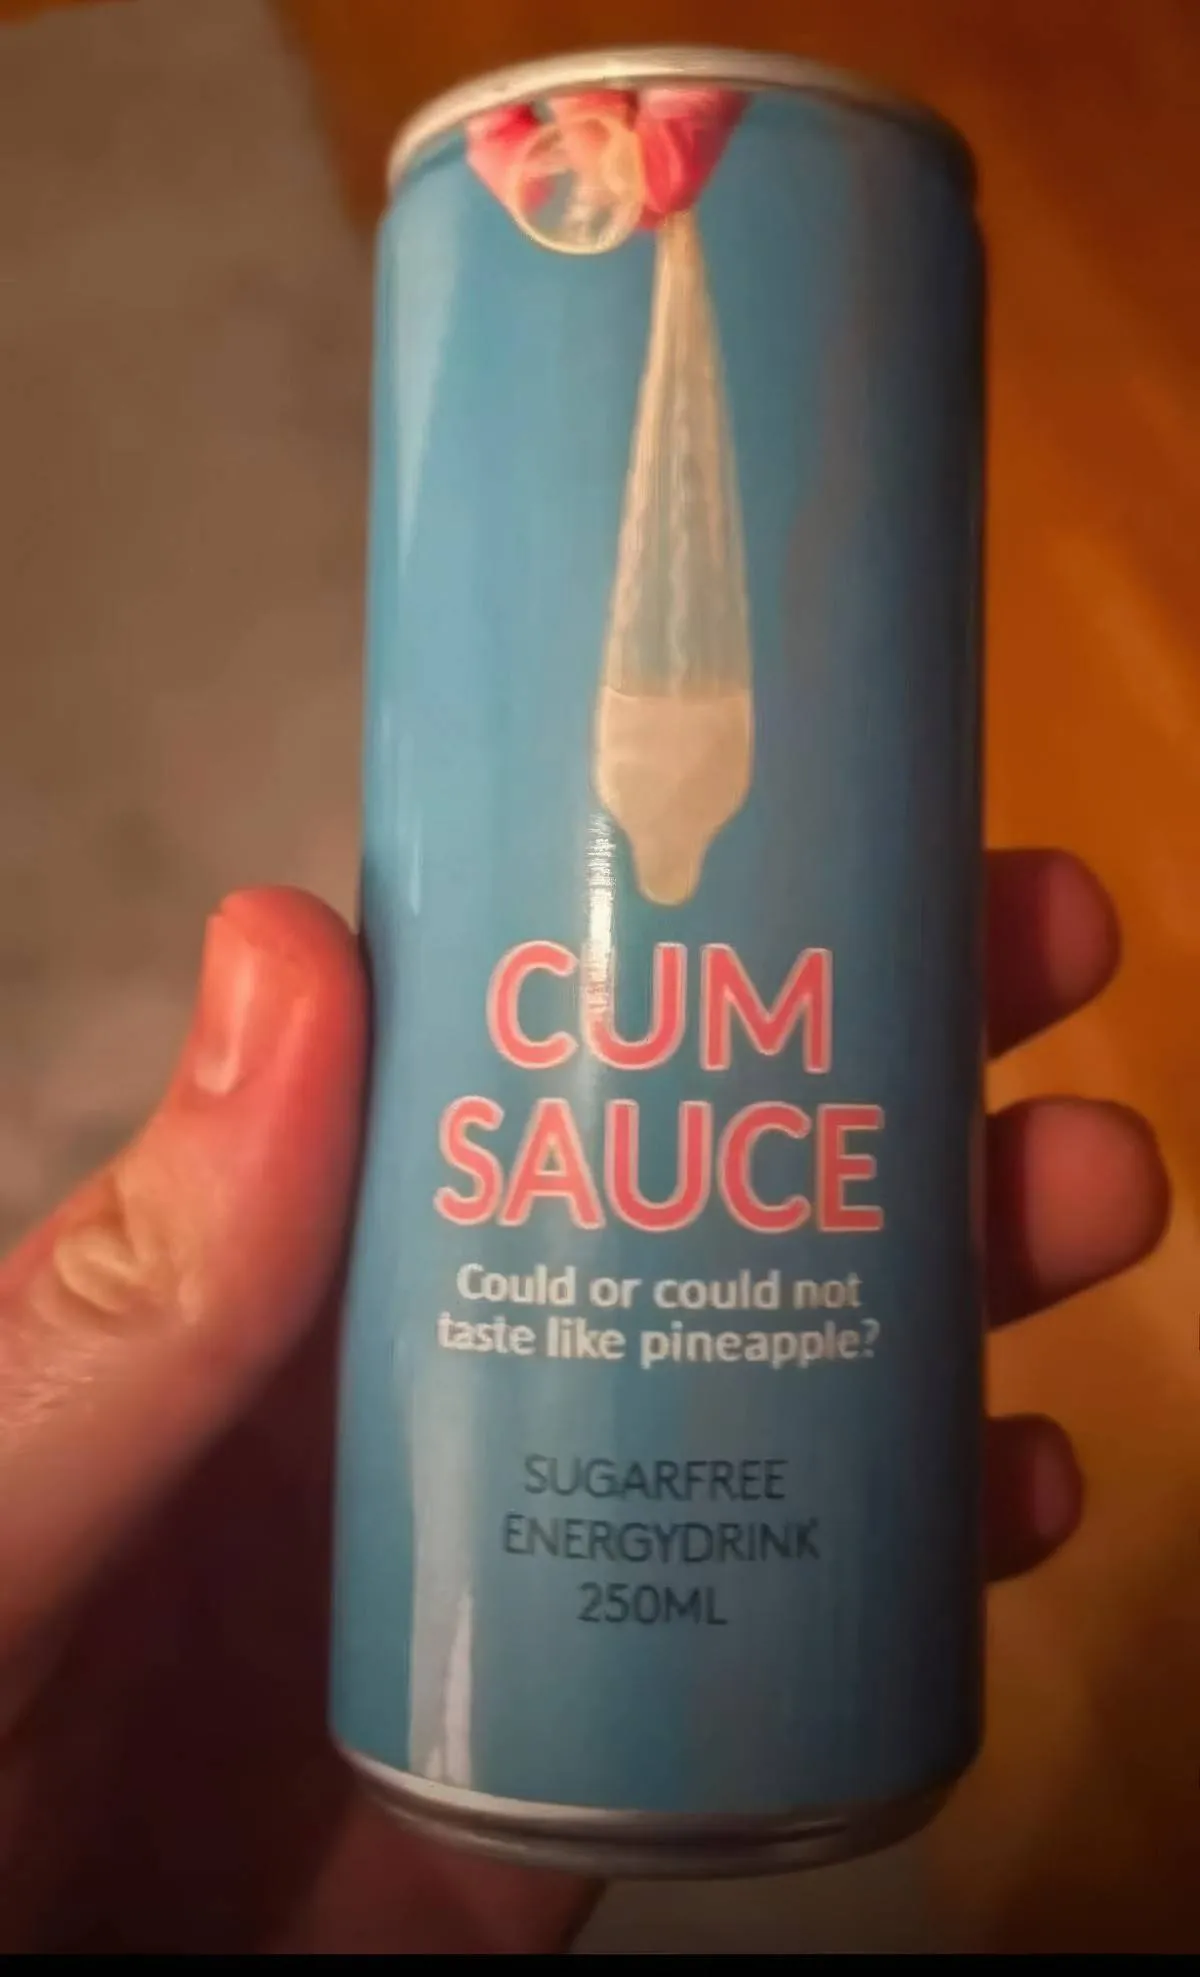 CUM
SAUCE
Could or could not
taste like pineapple?
SUGARFREE
ENERGYDRINK
250ML